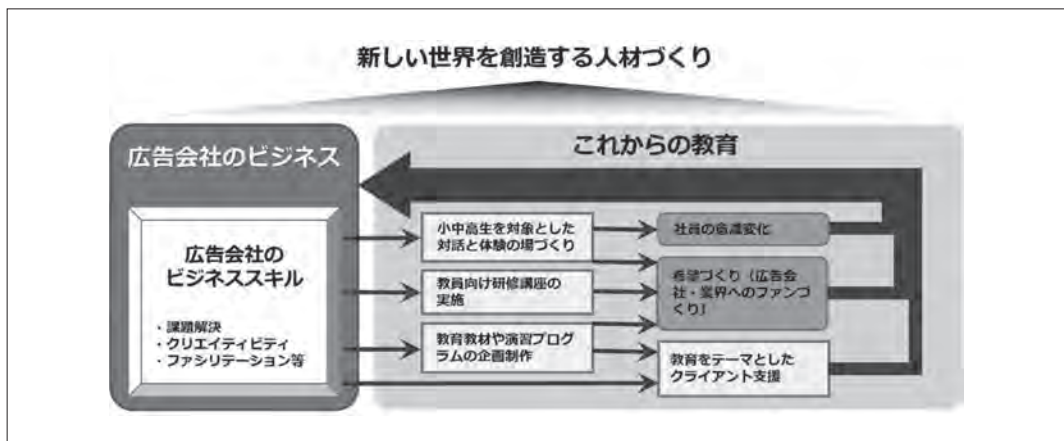 新しい世界を創造する人材づくり
広告会社のビジネス
広告会社の
ビジネススキル
・課題解決
・クリエイティビティ
・ファシリテーション等
これからの教育
小中高生を対象とした
対話と体験の場づくり
教員向け研修講座の
実施
教育教材や演習プログ
ラムの企画制作
社員の意識変化
希望づくり（広告会
社・業界へのファンづ
くり）
教育をテーマとした
クライアント支援